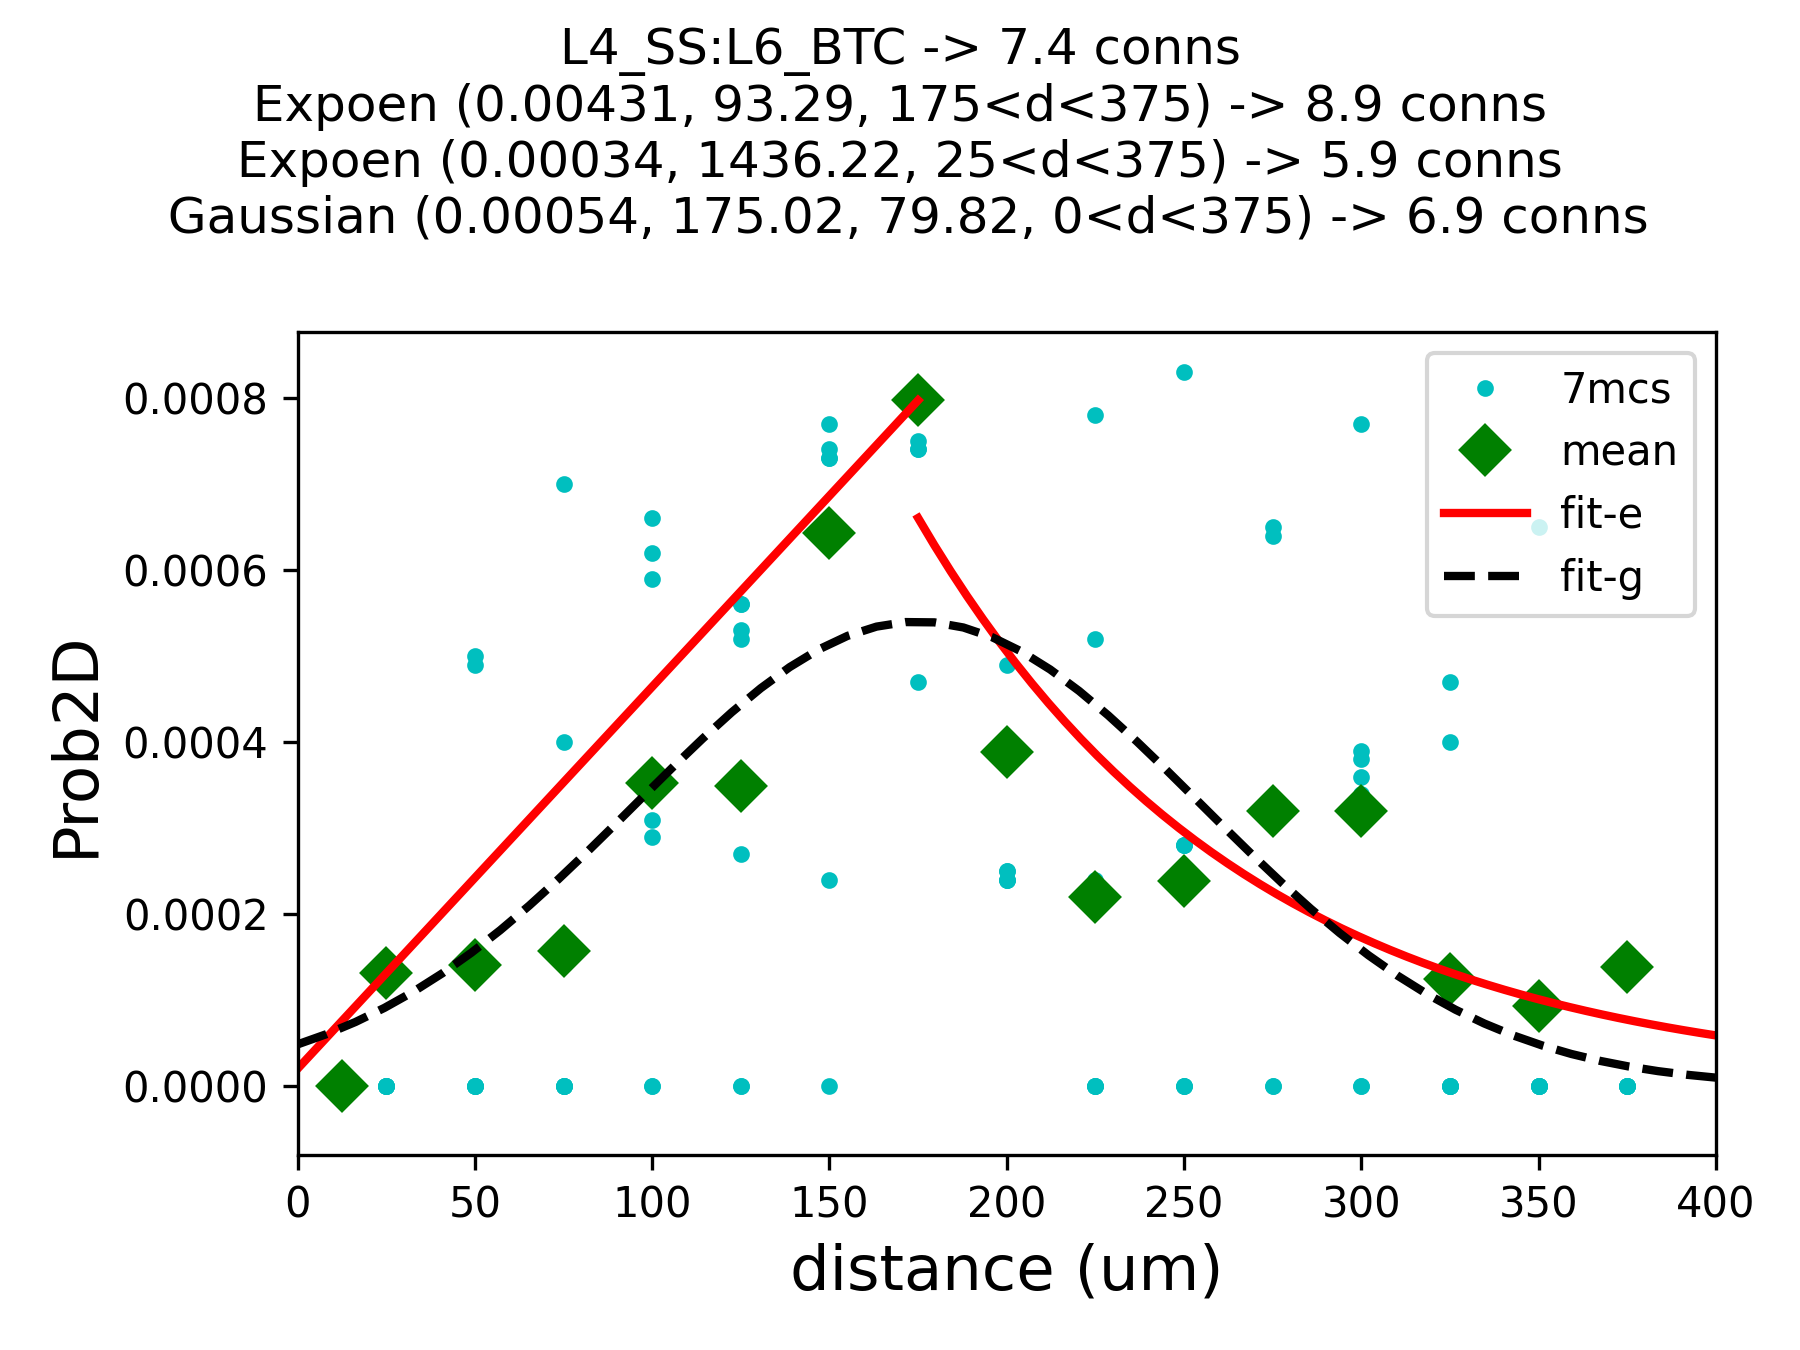 L4_SS:L6_BTC -> 7.4 conns
Expoen (0.00431, 93.29, 175<d<375) -> 8.9 conns
Expoen (0.00034, 1436.22, 25<d<375) -> 5.9 conns
Gaussian (0.00054, 175.02, 79.82, 0<d<375) -> 6.9 conns
7mcs
mean
fit-e
fit-g
Prob2D
0.0008
0.0006
0.0004
0.0002
0.0000
0 50 100 150 200 250 300 350 400
distance (um)